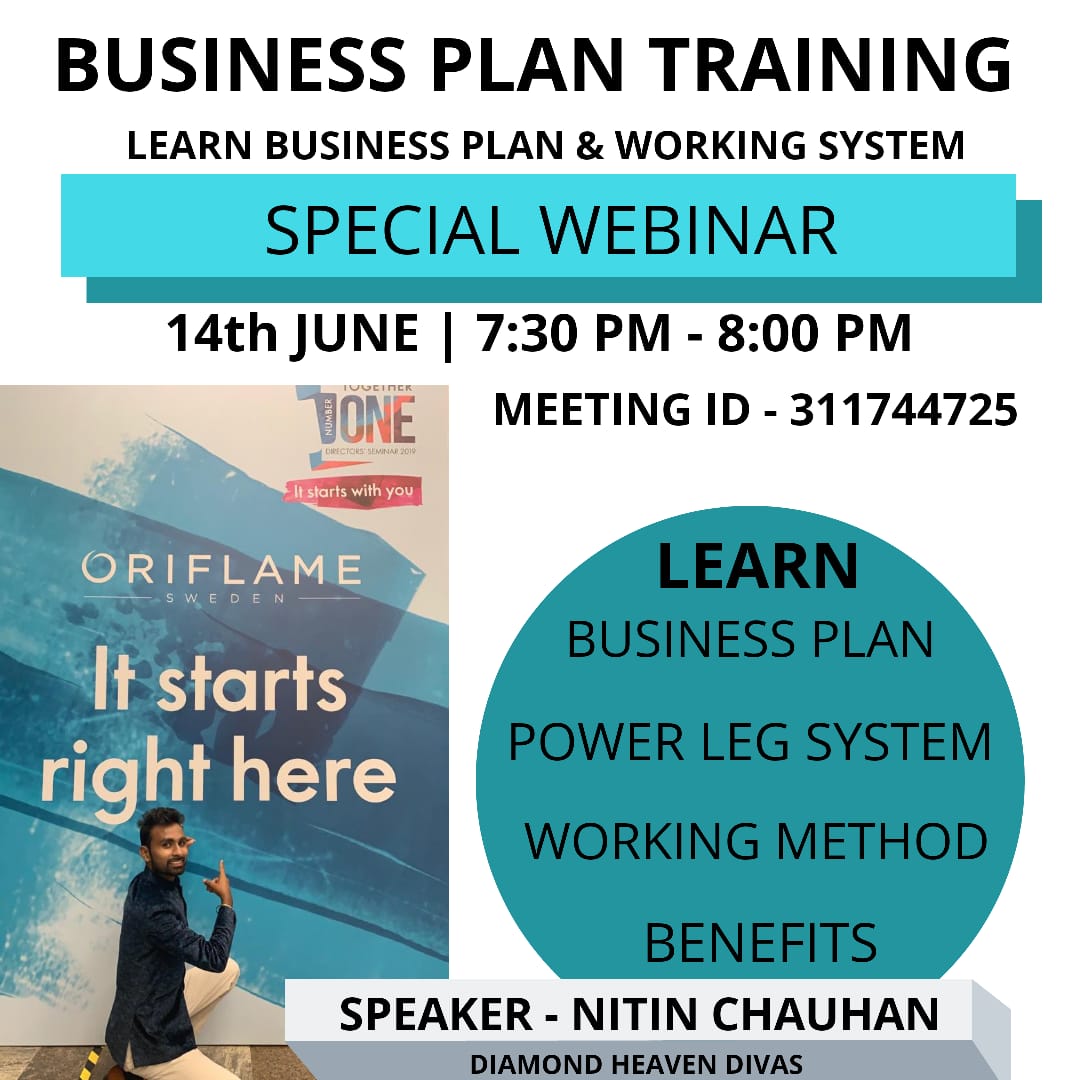 BUSINESS PLAN TRAINING
LEARN BUSINESS PLAN & WORKING SYSTEM
SPECIAL WEBINAR
14th JUNE | 7:30 PM - 8:00 PM
MEETING ID - 311744725
TOGETHER
NUMBER
ONE
DIRECTORS' SEMINAR 2019
It starts with you
ORIFLAME
SWEDEN
It starts
right here
LEARN
BUSINESS PLAN
POWER LEG SYSTEM
WORKING METHOD
BENEFITS
SPEAKER - NITIN CHAUHAN
DIAMOND HEAVEN DIVAS